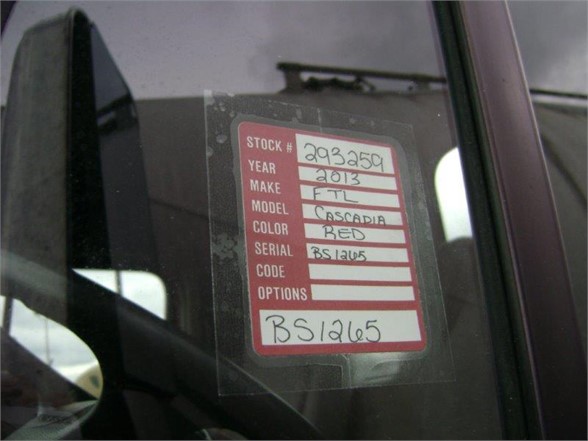 STOCK # 293259
YEAR 2013
MAKE FTL
MODEL CASCADIA
COLOR RED
SERIAL BS1265
CODE
OPTIONS
BS1265